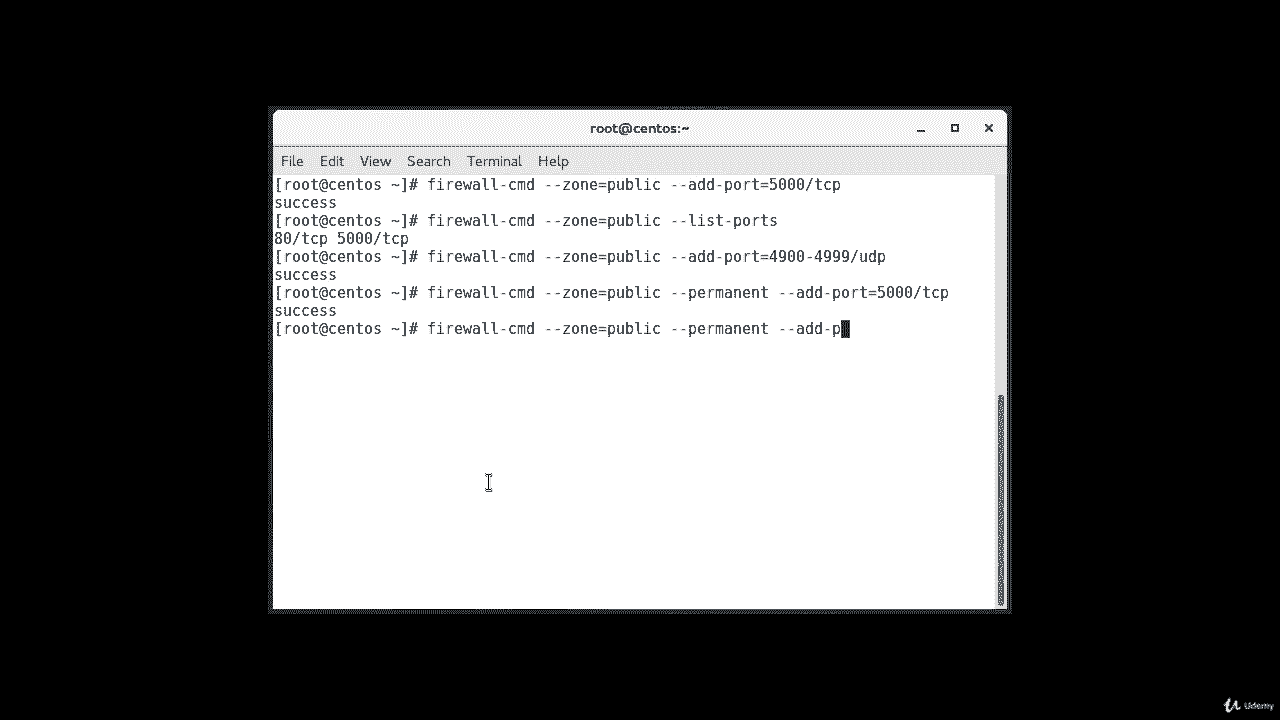 root@centos:~
File Edit View Search Terminal Help
[root@centos ~]# firewall-cmd --zone=public --add-port=5000/tcp
success
[root@centos ~]# firewall-cmd --zone=public --list-ports
80/tcp 5000/tcp
[root@centos ~]# firewall-cmd --zone=public --add-port=4900-4999/udp
success
[root@centos ~]# firewall-cmd --zone=public --permanent --add-port=5000/tcp
success
[root@centos ~]# firewall-cmd --zone=public --permanent --add-p
Udemy